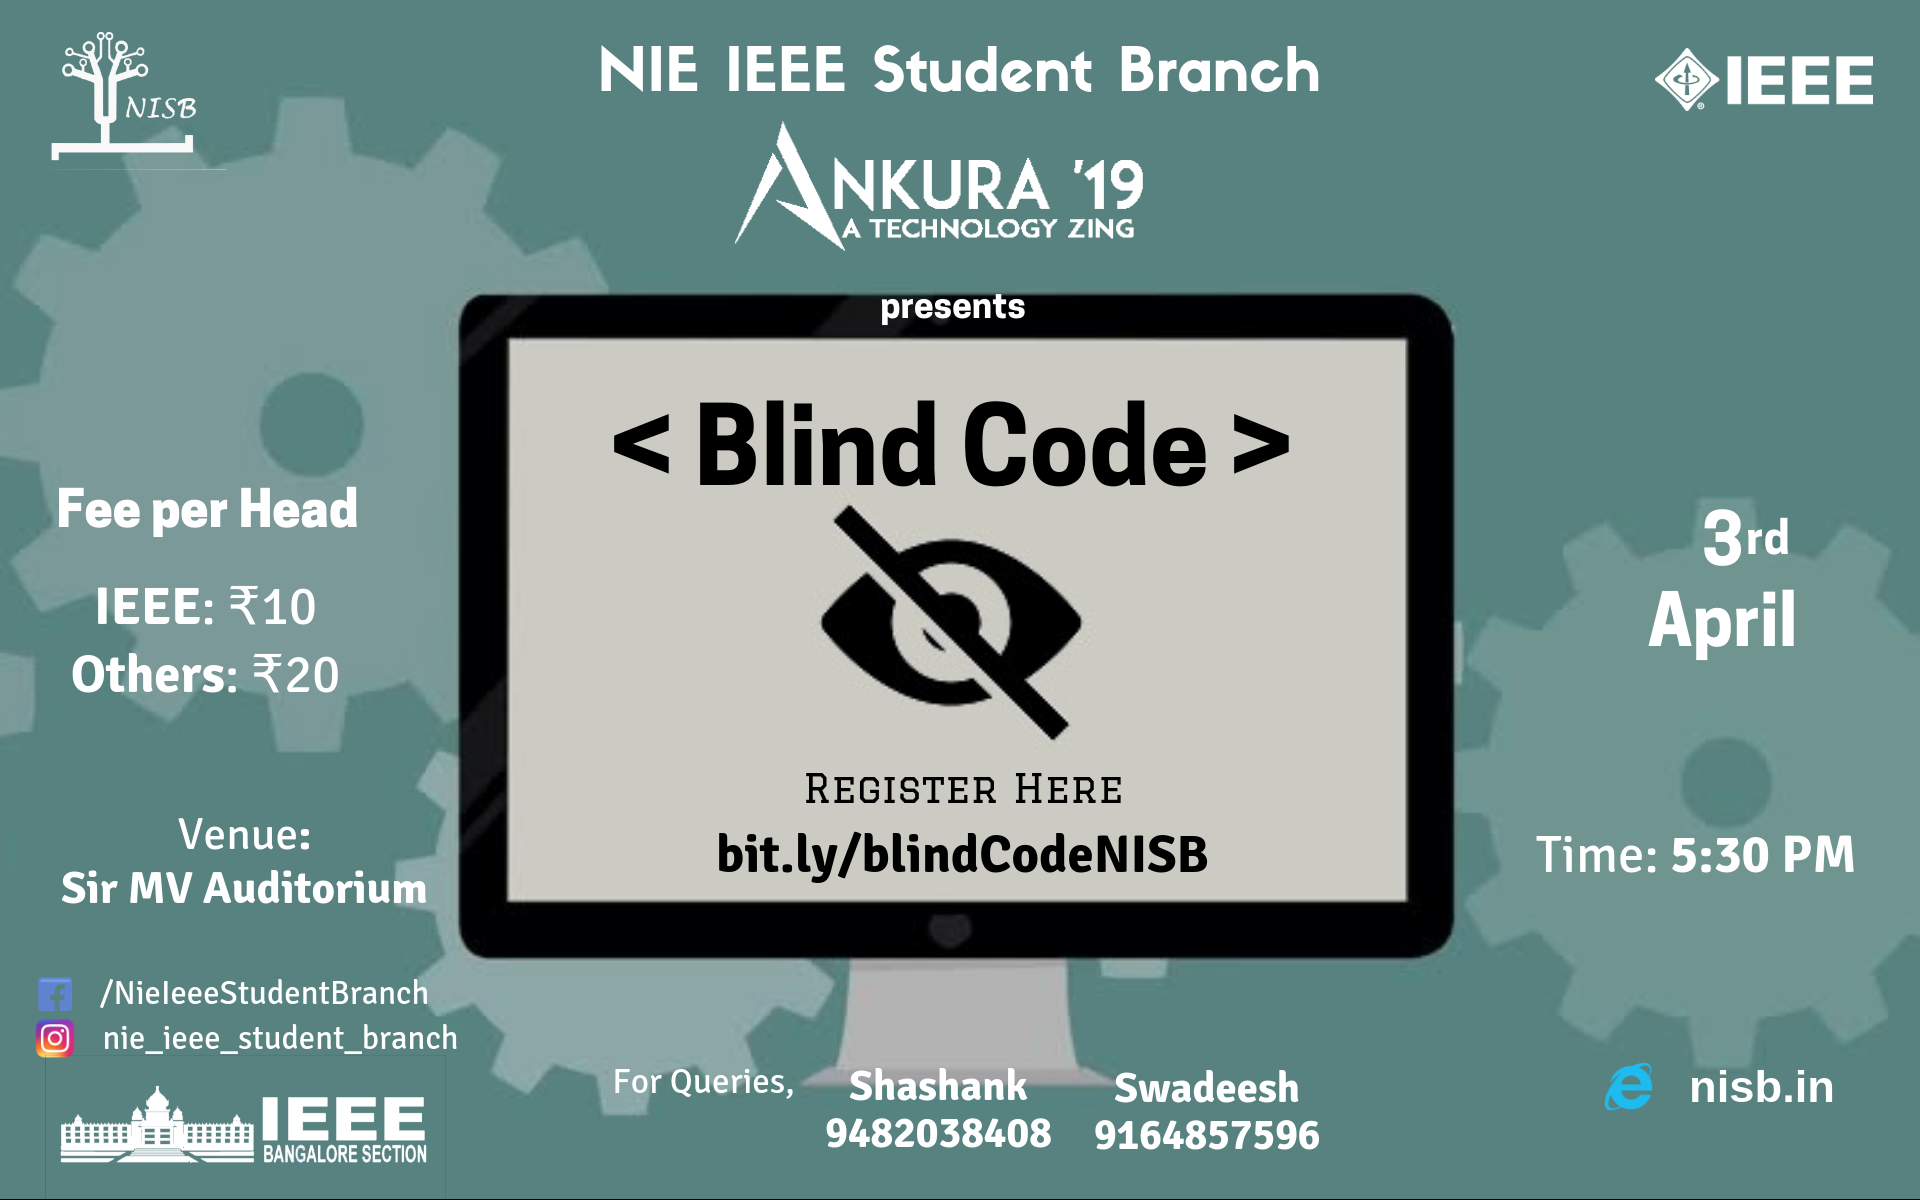 NISB
NIE IEEE Student Branch
IEEE
ANKURA '19
A TECHNOLOGY ZING
presents
< Blind Code >
Register Here
bit.ly/blindCodeNISB
Fee per Head
IEEE: ₹10
Others: ₹20
Venue:
Sir MV Auditorium
3rd
April
Time: 5:30 PM
/NieIeeeStudentBranch
nie_ieee_student_branch
IEEE
BANGALORE SECTION
For Queries,
Shashank
9482038408
Swadeesh
9164857596
nisb.in